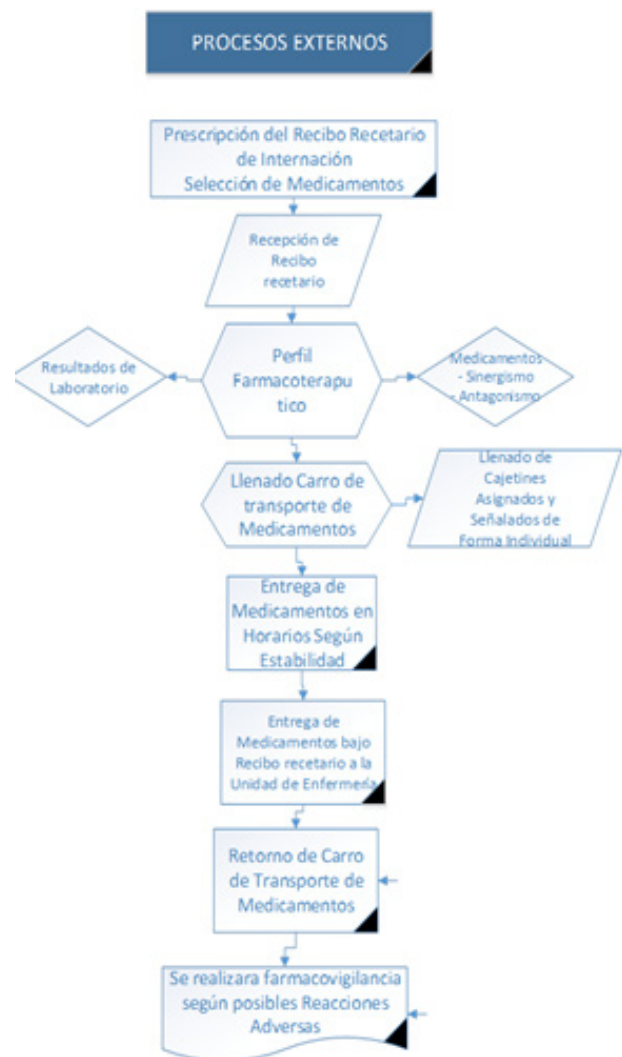 PROCESOS EXTERNOS
Prescripción del Recibo Recetario
de Internación
Selección de Medicamentos
Recepción de
Recibo
recetario
Resultados de
Laboratorio
Perfil
Farmacoterapu
tico
Medicamentos
- Sinergismo
- Antagonismo
Llenado Carro de
transporte de
Medicamentos
Llenado de
Cajetines
Asignados y
Señalados de
Forma Individual
Entrega de
Medicamentos en
Horarios Según
Estabilidad
Entrega de
Medicamentos bajo
Recibo recetario a la
Unidad de Enfermería
Retorno de Carro
de Transporte de
Medicamentos
Se realizara farmacovigilancia
según posibles Reacciones
Adversas